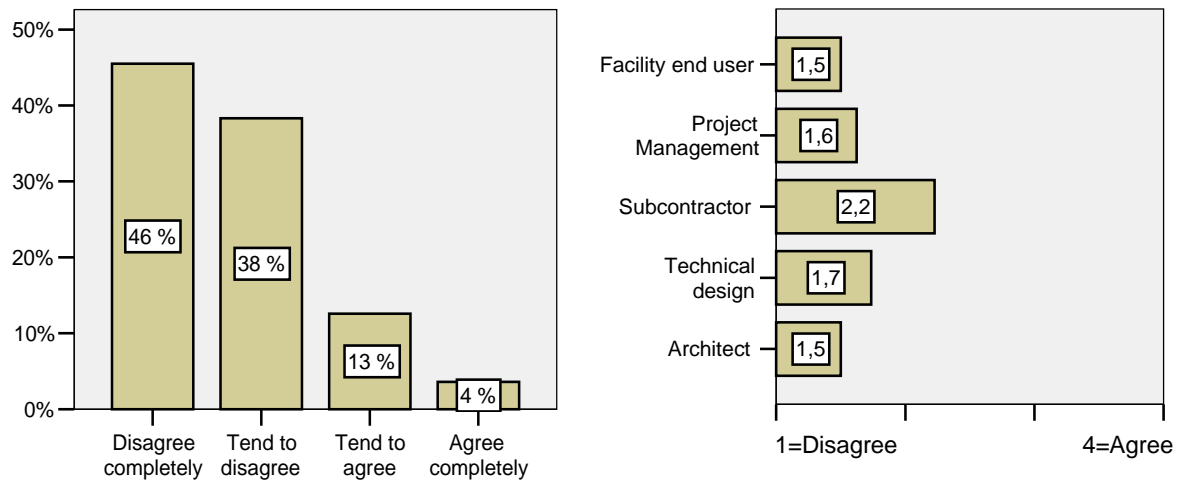 50%
40%
30%
20%
10%
0%
46 %
38 %
13 %
4 %
Disagree
completely
Tend to
disagree
Tend to
agree
Agree
completely
Facility end user
1,5
Project
Management
1,6
Subcontractor
2,2
Technical
design
1,7
Architect
1,5
1=Disagree
4=Agree